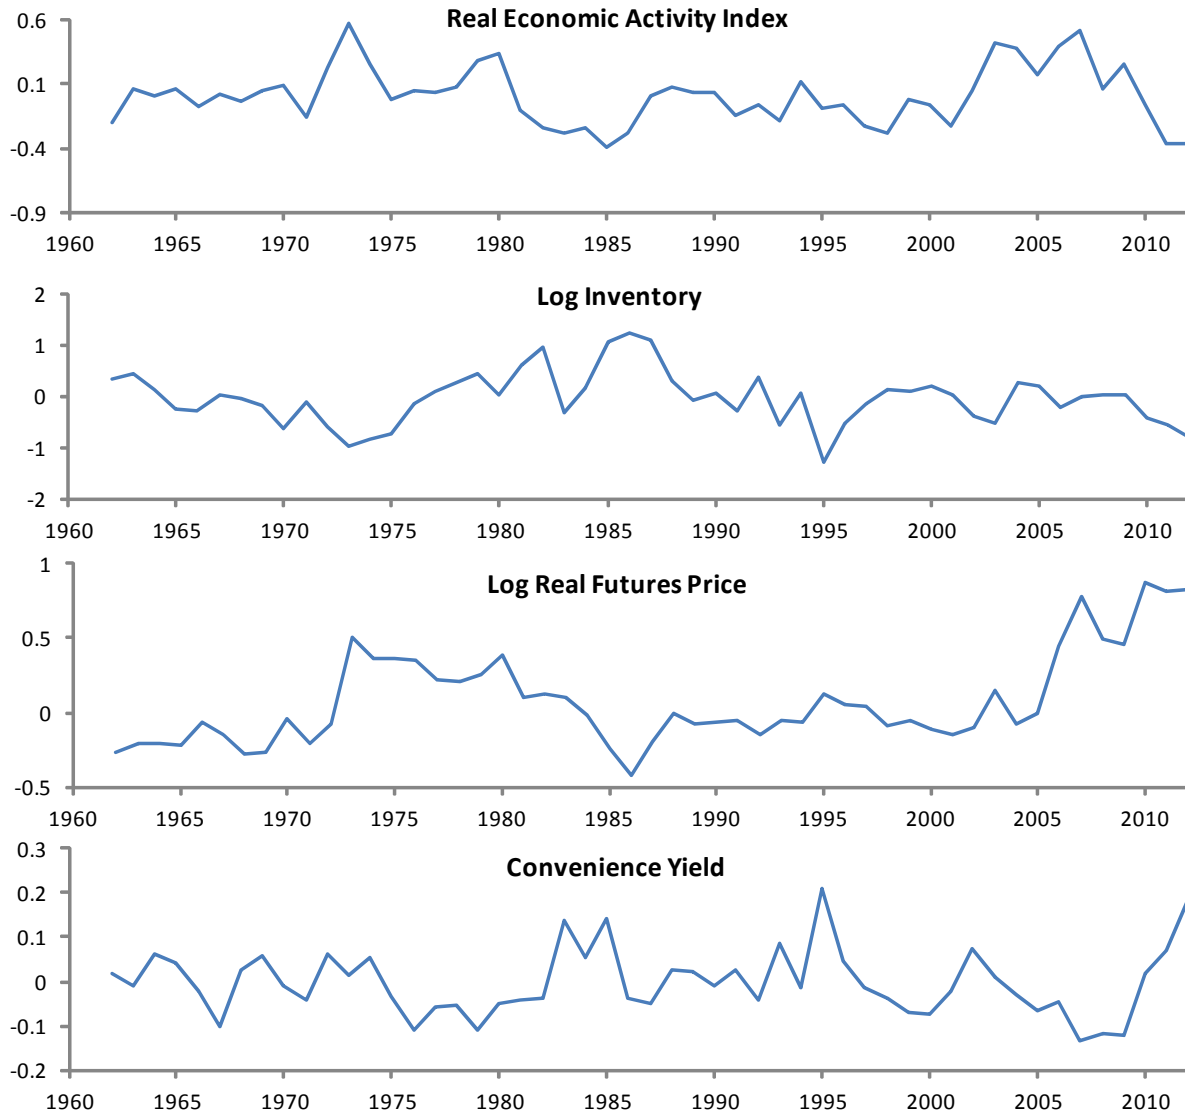 Real Economic Activity Index
0.6
0.1
-0.4
-0.9
1960 1965 1970 1975 1980 1985 1990 1995 2000 2005 2010
Log Inventory
2
1
0
-1
-2
1960 1965 1970 1975 1980 1985 1990 1995 2000 2005 2010
Log Real Futures Price
1
0.5
0
-0.5
1960 1965 1970 1975 1980 1985 1990 1995 2000 2005 2010
Convenience Yield
0.3
0.2
0.1
0
-0.1
-0.2
1960 1965 1970 1975 1980 1985 1990 1995 2000 2005 2010